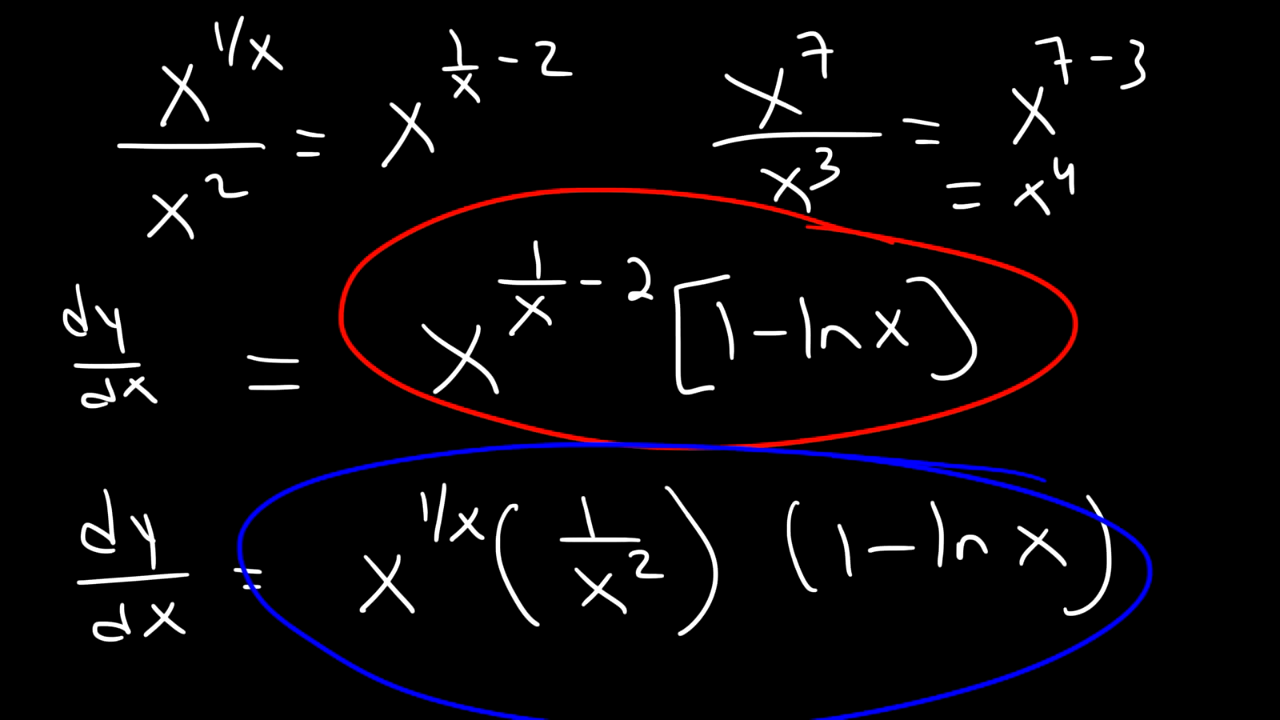 x^{1/x} / x^2 = x^{1/x - 2}
x^7 / x^3 = x^{7-3}
= x^4
dy/dx = x^{1/x - 2} [1 - ln x)
dy/dx = x^{1/x} (1/x^2) (1 - ln x)